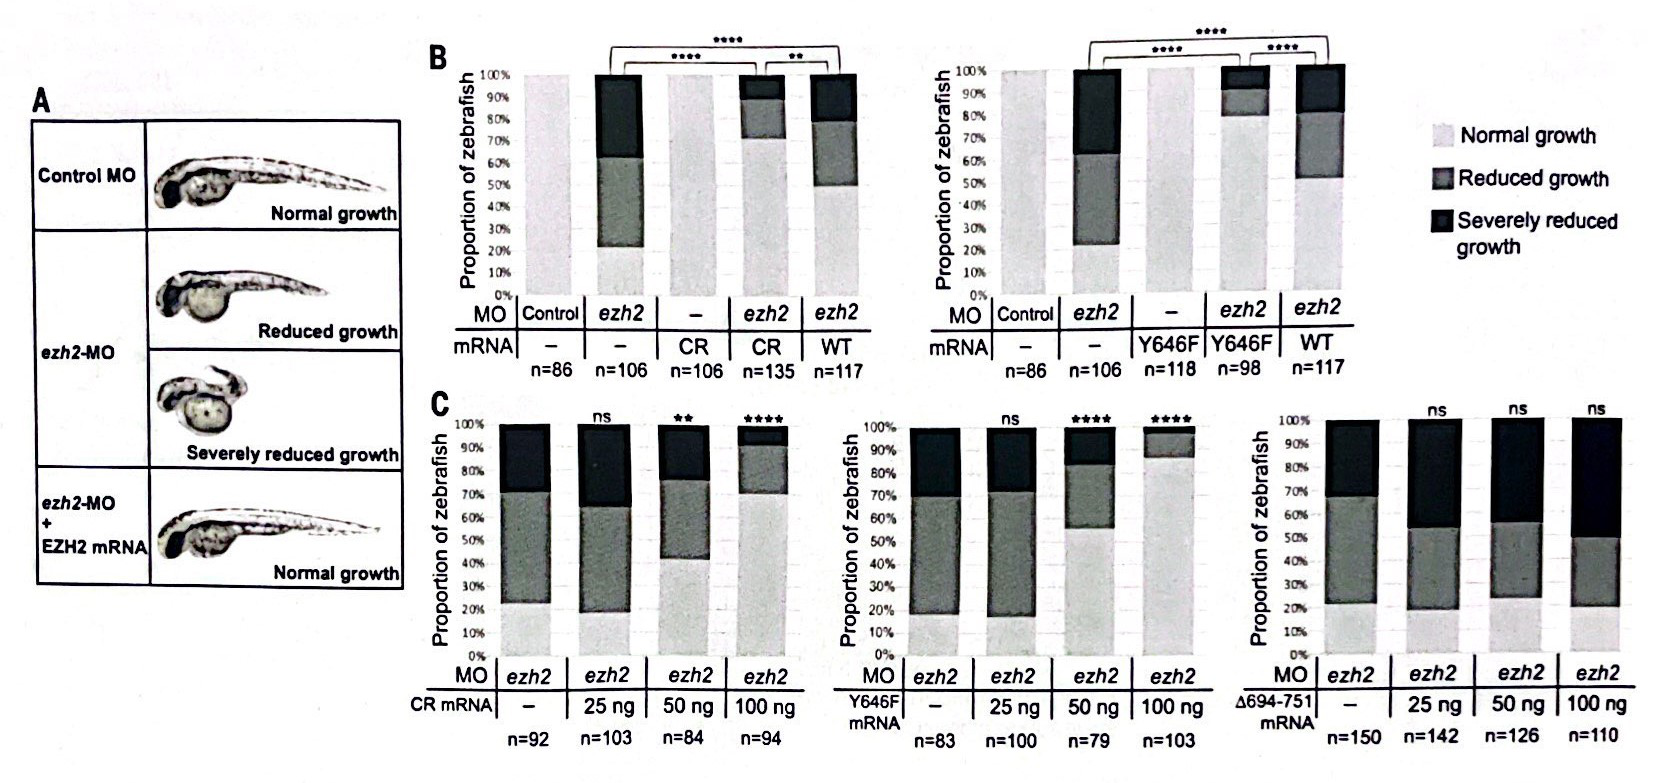 A
Control MO
Normal growth
ezh2-MO
Reduced growth
Severely reduced growth
ezh2-MO
+
EZH2 mRNA
Normal growth
B
****
****
**
Proportion of zebrafish
100%
90%
80%
70%
60%
50%
40%
30%
20%
10%
0%
MO Control ezh2 – ezh2 ezh2
mRNA – – CR CR WT
n=86 n=106 n=106 n=135 n=117
****
****
****
Proportion of zebrafish
100%
90%
80%
70%
60%
50%
40%
30%
20%
10%
0%
MO Control ezh2 – ezh2 ezh2
mRNA – – Y646F Y646F WT
n=86 n=106 n=118 n=98 n=117
Normal growth
Reduced growth
Severely reduced
growth
C
ns ** ****
Proportion of zebrafish
100%
90%
80%
70%
60%
50%
40%
30%
20%
10%
0%
MO ezh2 ezh2 ezh2 ezh2
CR mRNA – 25 ng 50 ng 100 ng
n=92 n=103 n=84 n=94
ns **** ****
Proportion of zebrafish
100%
90%
80%
70%
60%
50%
40%
30%
20%
10%
0%
MO ezh2 ezh2 ezh2 ezh2
Y646F
mRNA – 25 ng 50 ng 100 ng
n=83 n=100 n=79 n=103
ns ns ns
Proportion of zebrafish
100%
90%
80%
70%
60%
50%
40%
30%
20%
10%
0%
MO ezh2 ezh2 ezh2 ezh2
Δ694-751
mRNA – 25 ng 50 ng 100 ng
n=150 n=142 n=126 n=110